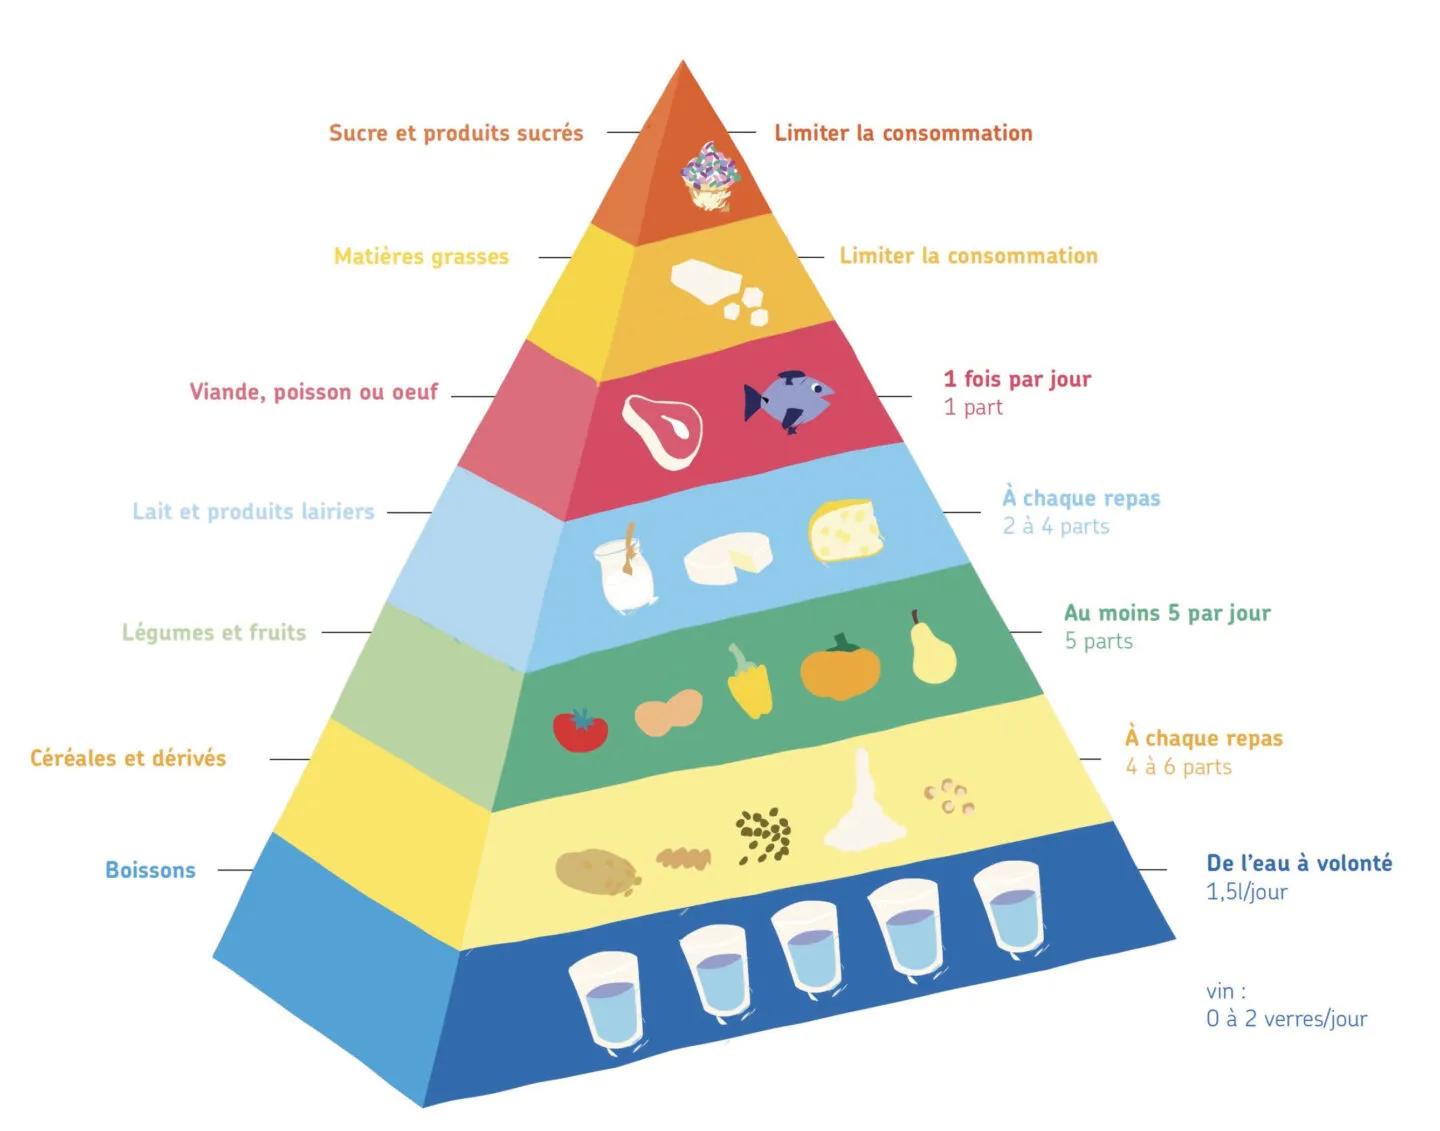 Sucre et produits sucrés
Limiter la consommation
Matières grasses
Limiter la consommation
Viande, poisson ou oeuf
1 fois par jour
1 part
Lait et produits lairiers
À chaque repas
2 à 4 parts
Légumes et fruits
Au moins 5 par jour
5 parts
Céréales et dérivés
À chaque repas
4 à 6 parts
Boissons
De l'eau à volonté
1,5l/jour
vin :
0 à 2 verres/jour